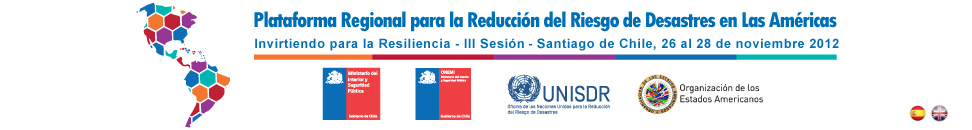 Plataforma Regional para la Reducción del Riesgo de Desastres en Las Américas
Invirtiendo para la Resiliencia - III Sesión - Santiago de Chile, 26 al 28 de noviembre 2012
Ministerio del
Interior y
Seguridad
Pública
Gobierno de Chile
ONEMI
Ministerio del Interior
y Seguridad Pública
Gobierno de Chile
UNISDR
Oficina de las Naciones Unidas para la Reducción
del Riesgo de Desastres
Organización de los
Estados Americanos